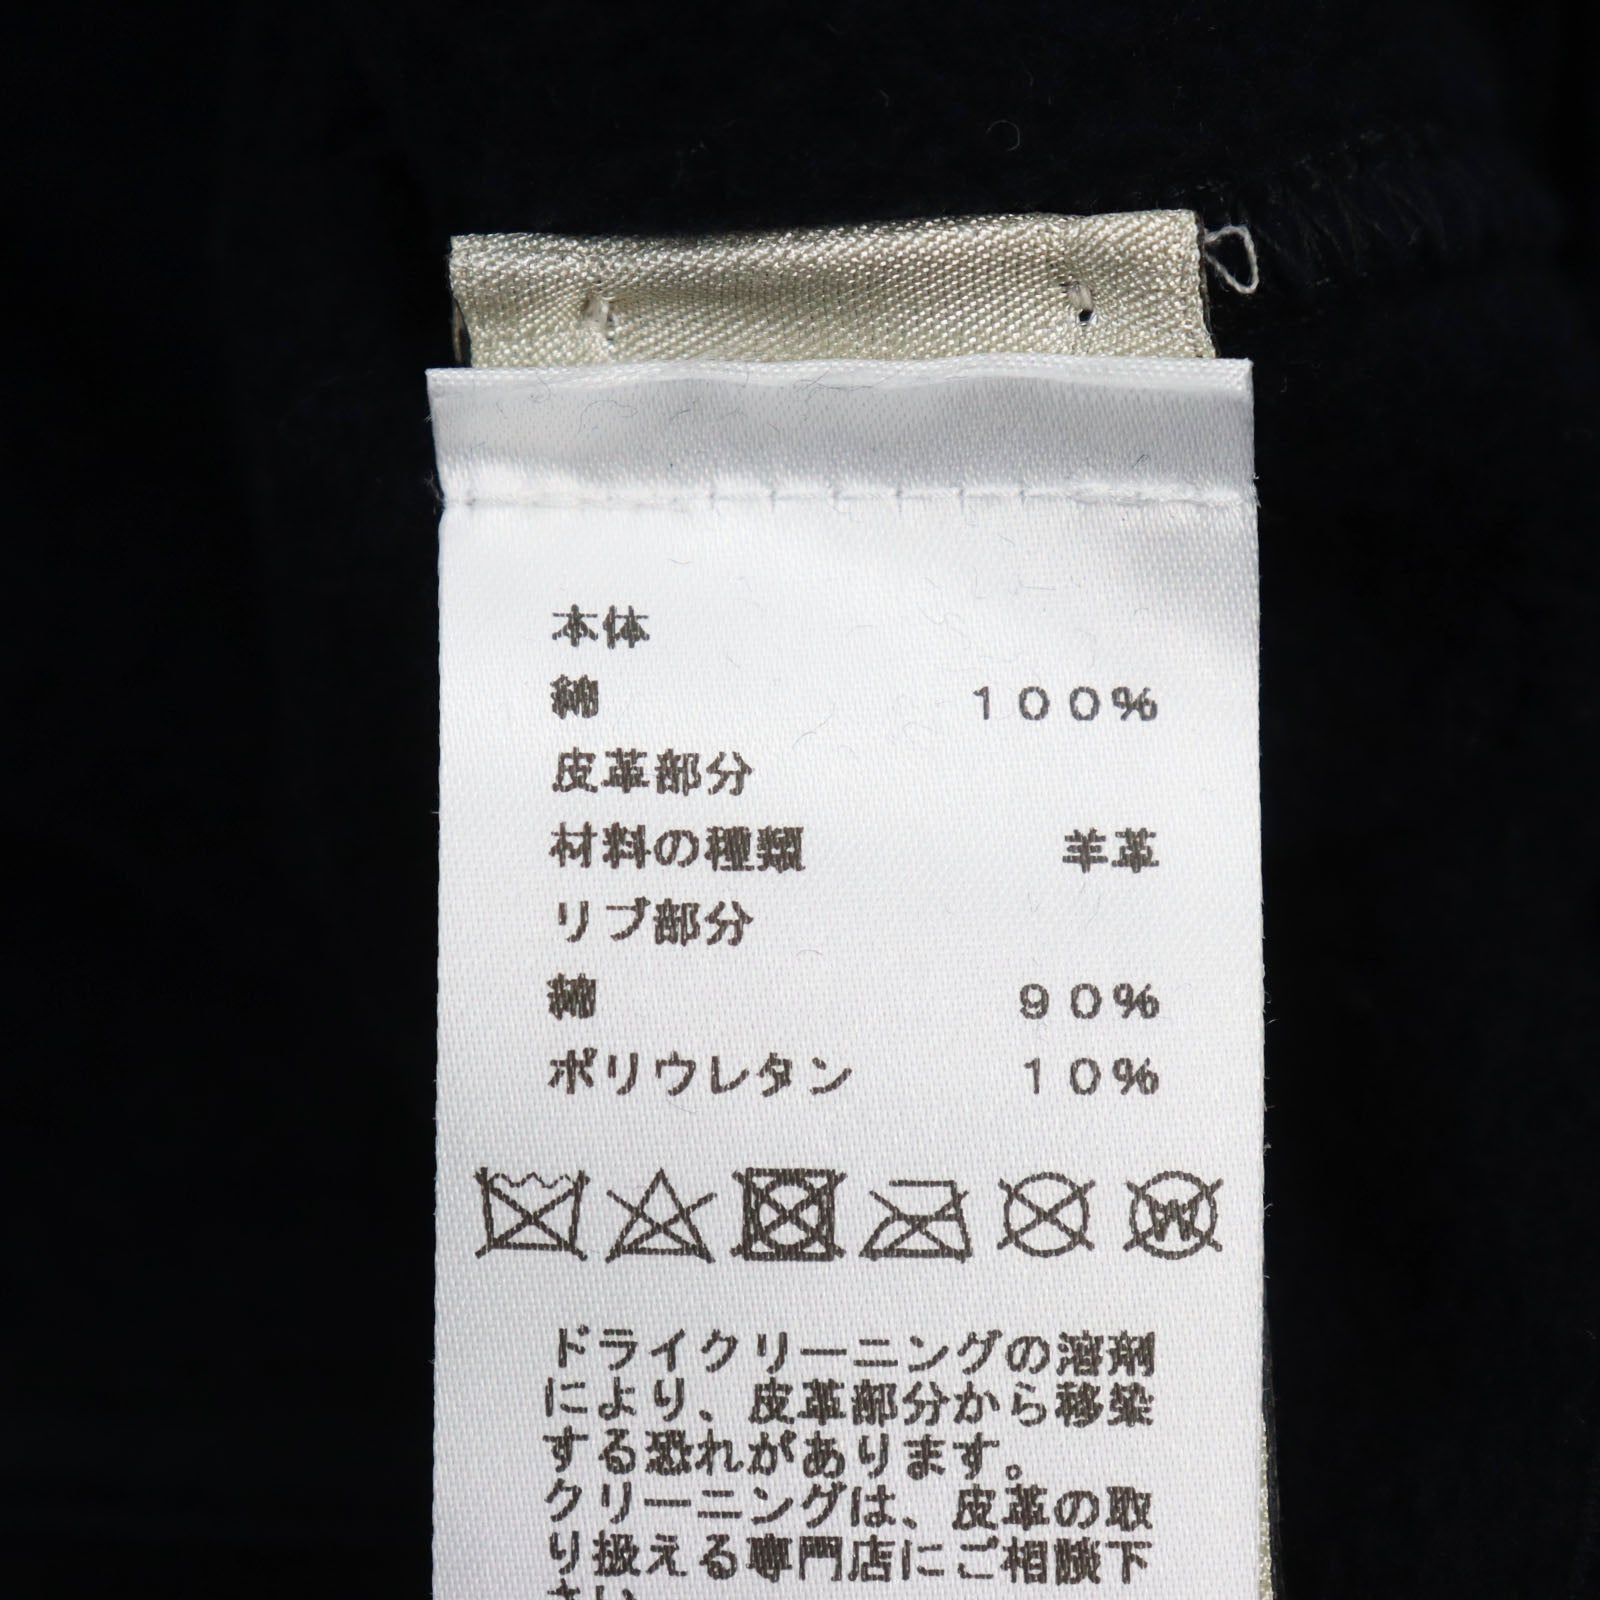 本体
綿 100%
皮革部分
材料の種類 羊革
リブ部分
綿 90%
ポリウレタン 10%
W
ドライクリーニングの溶剤
により、皮革部分から移染
する恐れがあります。
クリーニングは、皮革の取
り扱える専門店にご相談下
さい